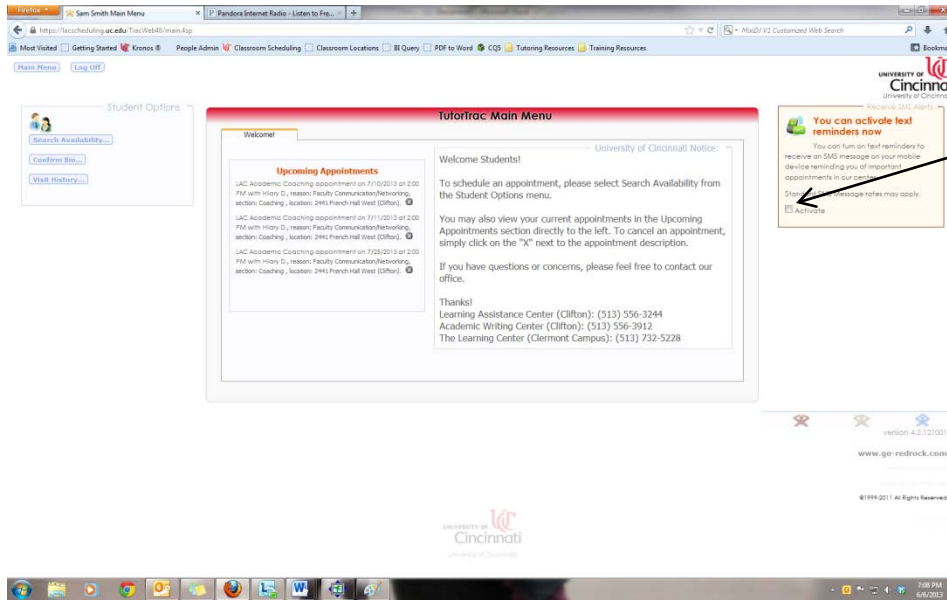 Firefox
Sam Smith Main Menu
Pandora Internet Radio - Listen to Fre...
https://lacscheduling.uc.edu/TracWeb40/main.4sp
MixiDJ V1 Customized Web Search
Most Visited
Getting Started
Kronos ®
People Admin
Classroom Scheduling
Classroom Locations
BI Query
PDF to Word
CQ5
Tutoring Resources
Training Resources
Bookma
Main Menu
Log Off
UNIVERSITY OF
Cincinna
University of Cincinna
Student Options
Search Availability...
Confirm Bio...
Visit History...
TutorTrac Main Menu
Welcome!
Upcoming Appointments
LAC Academic Coaching appointment on 7/10/2013 at 2:00
PM with Hilary D., reason: Faculty Communication/Networking,
section: Coaching , location: 2441 French Hall West (Clifton).
LAC Academic Coaching appointment on 7/11/2013 at 2:00
PM with Hilary D., reason: Faculty Communication/Networking,
section: Coaching , location: 2441 French Hall West (Clifton).
LAC Academic Coaching appointment on 7/25/2013 at 2:00
PM with Hilary D., reason: Faculty Communication/Networking,
section: Coaching , location: 2441 French Hall West (Clifton).
University of Cincinnati Notice:
Welcome Students!
To schedule an appointment, please select Search Availability from
the Student Options menu.
You may also view your current appointments in the Upcoming
Appointments section directly to the left. To cancel an appointment,
simply click on the "X" next to the appointment description.
If you have questions or concerns, please feel free to contact our
office.
Thanks!
Learning Assistance Center (Clifton): (513) 556-3244
Academic Writing Center (Clifton): (513) 556-3912
The Learning Center (Clermont Campus): (513) 732-5228
Receive SMS Alerts
You can activate text
reminders now
You can turn on text reminders to
receive an SMS message on your mobile
device reminding you of important
appointments in our center.
Standard SMS Message rates may apply.
Activate
version 4.2.121001
www.go-redrock.com
©1999-2011 All Rights Reserved
UNIVERSITY OF
Cincinnati
University of Cincinnati
7:08 PM
6/6/2013